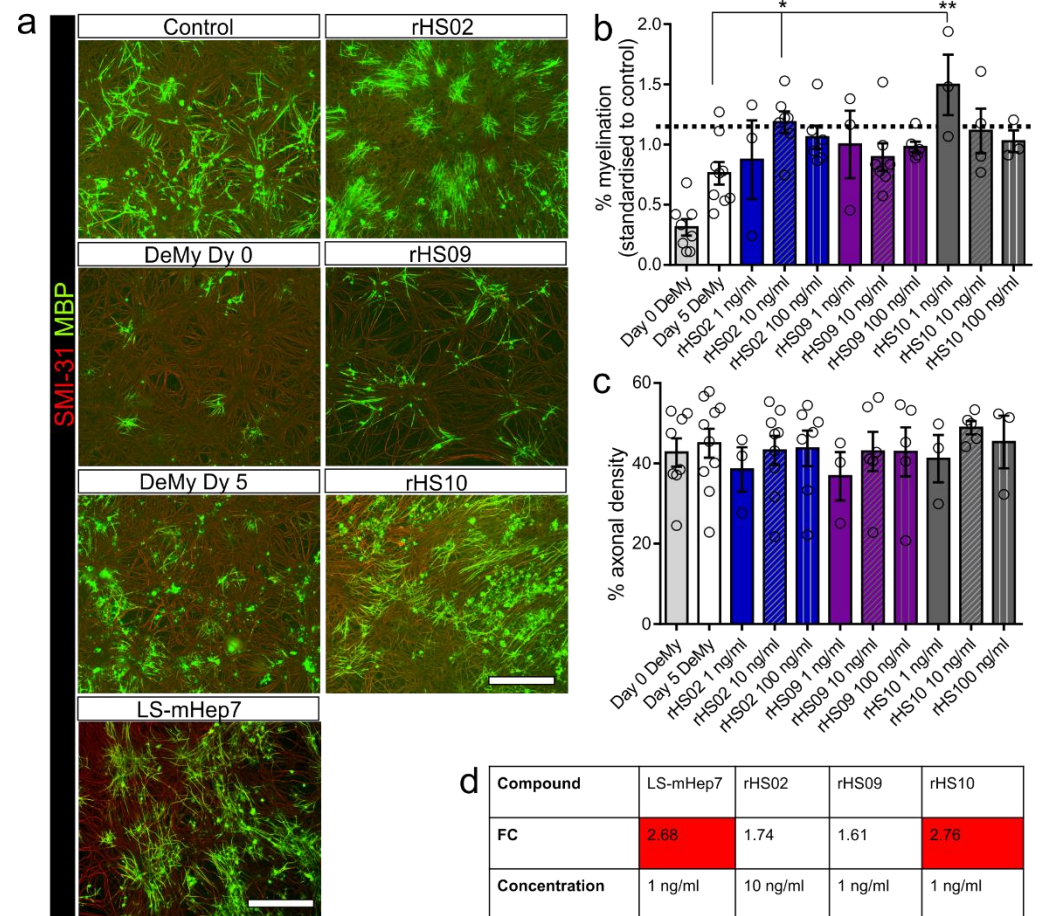 a
SMI-31 MBP
Control
rHS02
DeMy Dy 0
rHS09
DeMy Dy 5
rHS10
LS-mHep7
b
% myelination
(standardised to control)
2.0
1.5
1.0
0.5
0.0
*
**
Day 0 DeMy
Day 5 DeMy
rHS02 1 ng/ml
rHS02 10 ng/ml
rHS02 100 ng/ml
rHS09 1 ng/ml
rHS09 10 ng/ml
rHS09 100 ng/ml
rHS10 1 ng/ml
rHS10 10 ng/ml
rHS10 100 ng/ml
c
% axonal density
60
40
20
0
Day 0 DeMy
Day 5 DeMy
rHS02 1 ng/ml
rHS02 10 ng/ml
rHS02 100 ng/ml
rHS09 1 ng/ml
rHS09 10 ng/ml
rHS09 100 ng/ml
rHS10 1 ng/ml
rHS10 10 ng/ml
rHS100 ng/ml
d
Compound LS-mHep7 rHS02 rHS09 rHS10
FC 2.68 1.74 1.61 2.76
Concentration 1 ng/ml 10 ng/ml 1 ng/ml 1 ng/ml